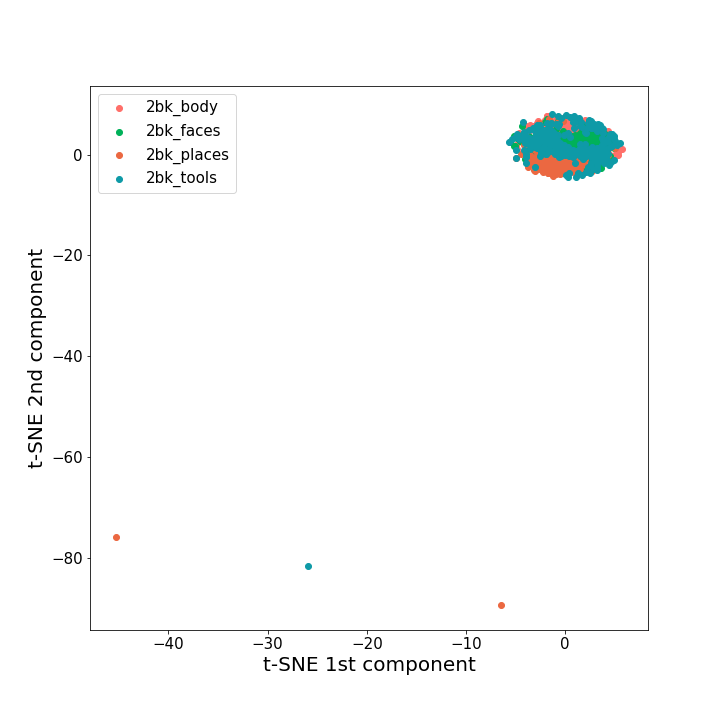 2bk_body
2bk_faces
2bk_places
2bk_tools
0
−20
−40
−60
−80
t-SNE 2nd component
−40 −30 −20 −10 0
t-SNE 1st component